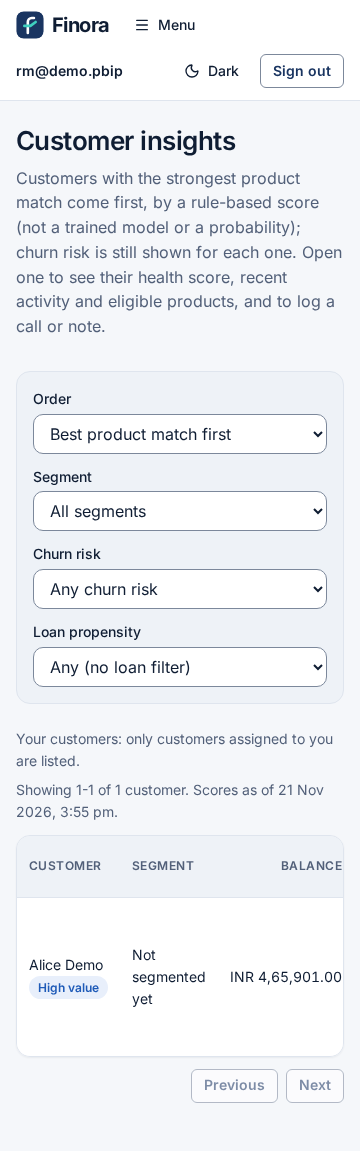 Finora
Menu
rm@demo.pbip
Dark
Sign out
Customer insights
Customers with the strongest product
match come first, by a rule-based score
(not a trained model or a probability);
churn risk is still shown for each one. Open
one to see their health score, recent
activity and eligible products, and to log a
call or note.
Order
Best product match first
Segment
All segments
Churn risk
Any churn risk
Loan propensity
Any (no loan filter)
Your customers: only customers assigned to you
are listed.
Showing 1-1 of 1 customer. Scores as of 21 Nov
2026, 3:55 pm.
CUSTOMER SEGMENT BALANCE
Alice Demo
High value
Not
segmented
yet
INR 4,65,901.00
Previous
Next